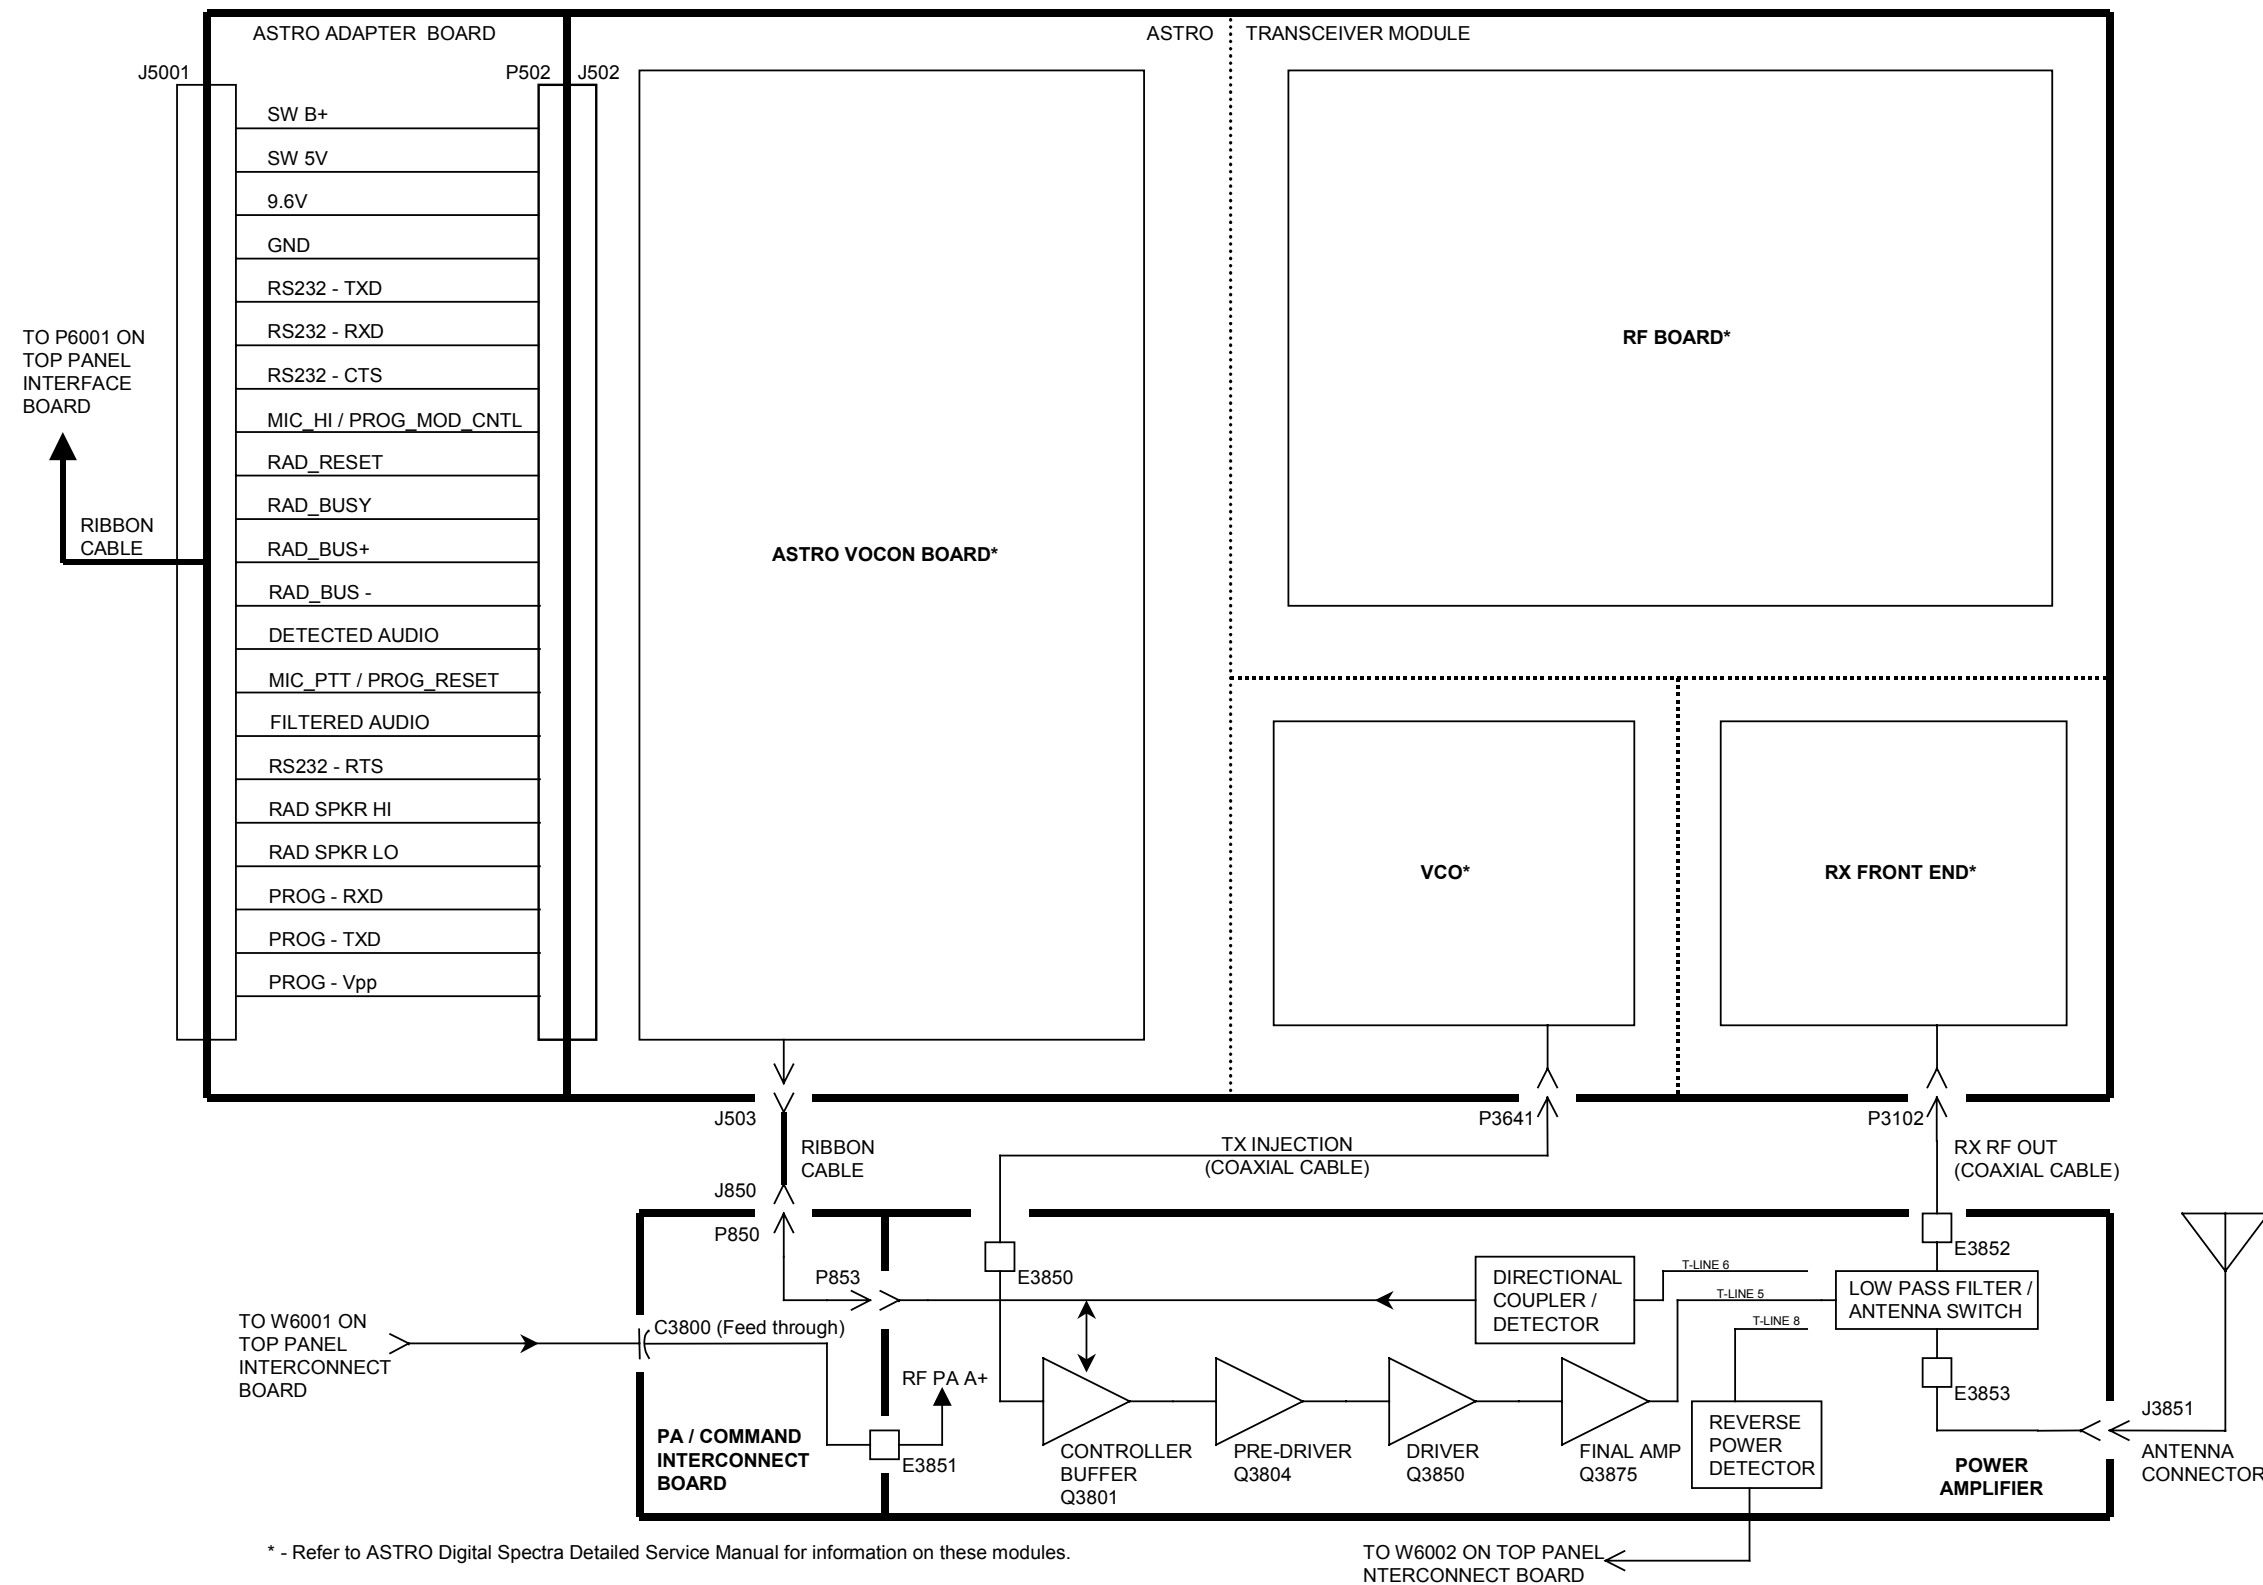 ASTRO ADAPTER BOARD
ASTRO
TRANSCEIVER MODULE
J5001
P502
J502
SW B+
SW 5V
9.6V
GND
RS232 - TXD
RS232 - RXD
RS232 - CTS
MIC_HI / PROG_MOD_CNTL
RAD_RESET
RAD_BUSY
RAD_BUS+
RAD_BUS -
DETECTED AUDIO
MIC_PTT / PROG_RESET
FILTERED AUDIO
RS232 - RTS
RAD SPKR HI
RAD SPKR LO
PROG - RXD
PROG - TXD
PROG - Vpp
TO P6001 ON
TOP PANEL
INTERFACE
BOARD
RIBBON
CABLE
ASTRO VOCON BOARD*
RF BOARD*
VCO*
RX FRONT END*
J503
RIBBON
CABLE
J850
P850
P3641
TX INJECTION
(COAXIAL CABLE)
P3102
RX RF OUT
(COAXIAL CABLE)
P853
E3850
DIRECTIONAL
COUPLER /
DETECTOR
T-LINE 6
T-LINE 5
T-LINE 8
E3852
LOW PASS FILTER /
ANTENNA SWITCH
E3853
TO W6001 ON
TOP PANEL
INTERCONNECT
BOARD
C3800 (Feed through)
RF PA A+
E3851
PA / COMMAND
INTERCONNECT
BOARD
CONTROLLER
BUFFER
Q3801
PRE-DRIVER
Q3804
DRIVER
Q3850
FINAL AMP
Q3875
REVERSE
POWER
DETECTOR
POWER
AMPLIFIER
J3851
ANTENNA
CONNECTOR
* - Refer to ASTRO Digital Spectra Detailed Service Manual for information on these modules.
TO W6002 ON TOP PANEL
NTERCONNECT BOARD